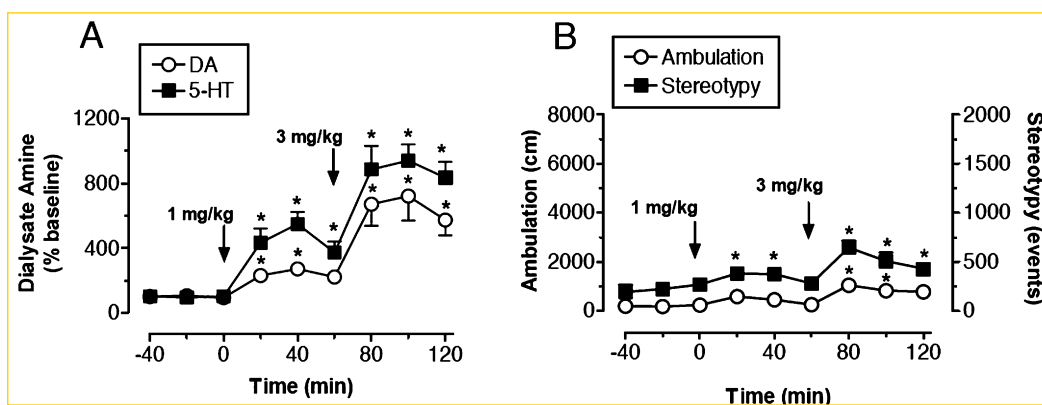 A
DA
5-HT
Dialysate Amine
(% baseline)
1200
800
400
0
1 mg/kg
3 mg/kg
* * * * * *
* * * * *
-40 0 40 80 120
Time (min)
B
Ambulation
Stereotypy
Ambulation (cm)
8000
6000
4000
2000
0
1 mg/kg
3 mg/kg
* * * * *
* *
2000
1500
1000
500
0
Stereotypy (events)
-40 0 40 80 120
Time (min)